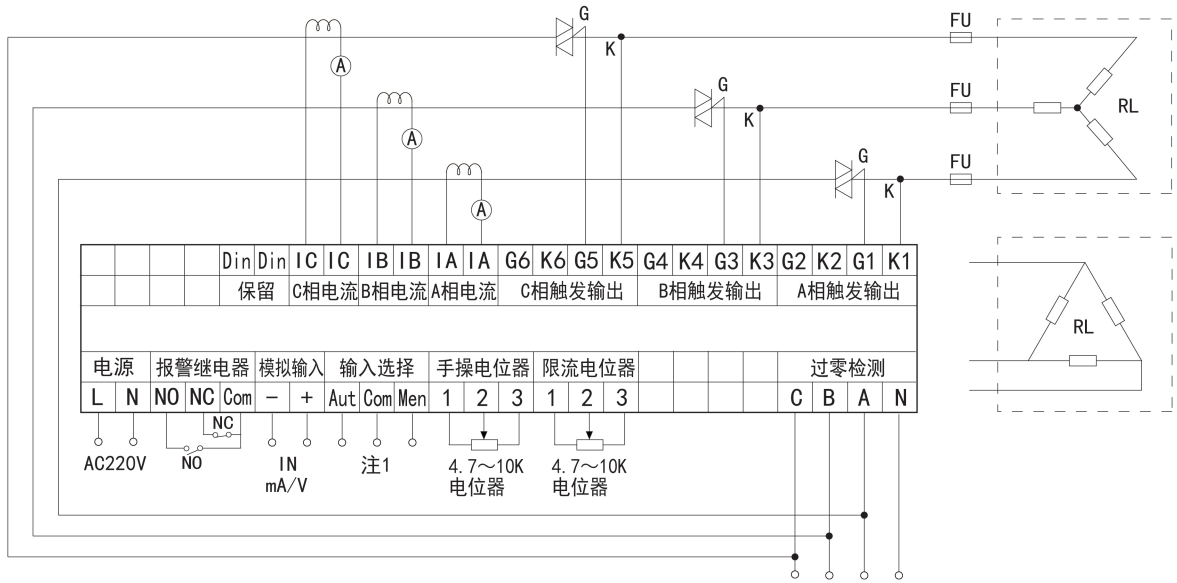 G
FU
K
A
G
FU
K
RL
A
G
FU
K
A
Din Din IC IC IB IB IA IA G6 K6 G5 K5 G4 K4 G3 K3 G2 K2 G1 K1
保留 C相电流 B相电流 A相电流 C相触发输出 B相触发输出 A相触发输出
RL
电源 报警继电器 模拟输入 输入选择 手操电位器 限流电位器 过零检测
L N NO NC Com − + Aut Com Men 1 2 3 1 2 3 C B A N
NC
AC220V NO IN 注1 4.7～10K 4.7～10K
mA/V 电位器 电位器